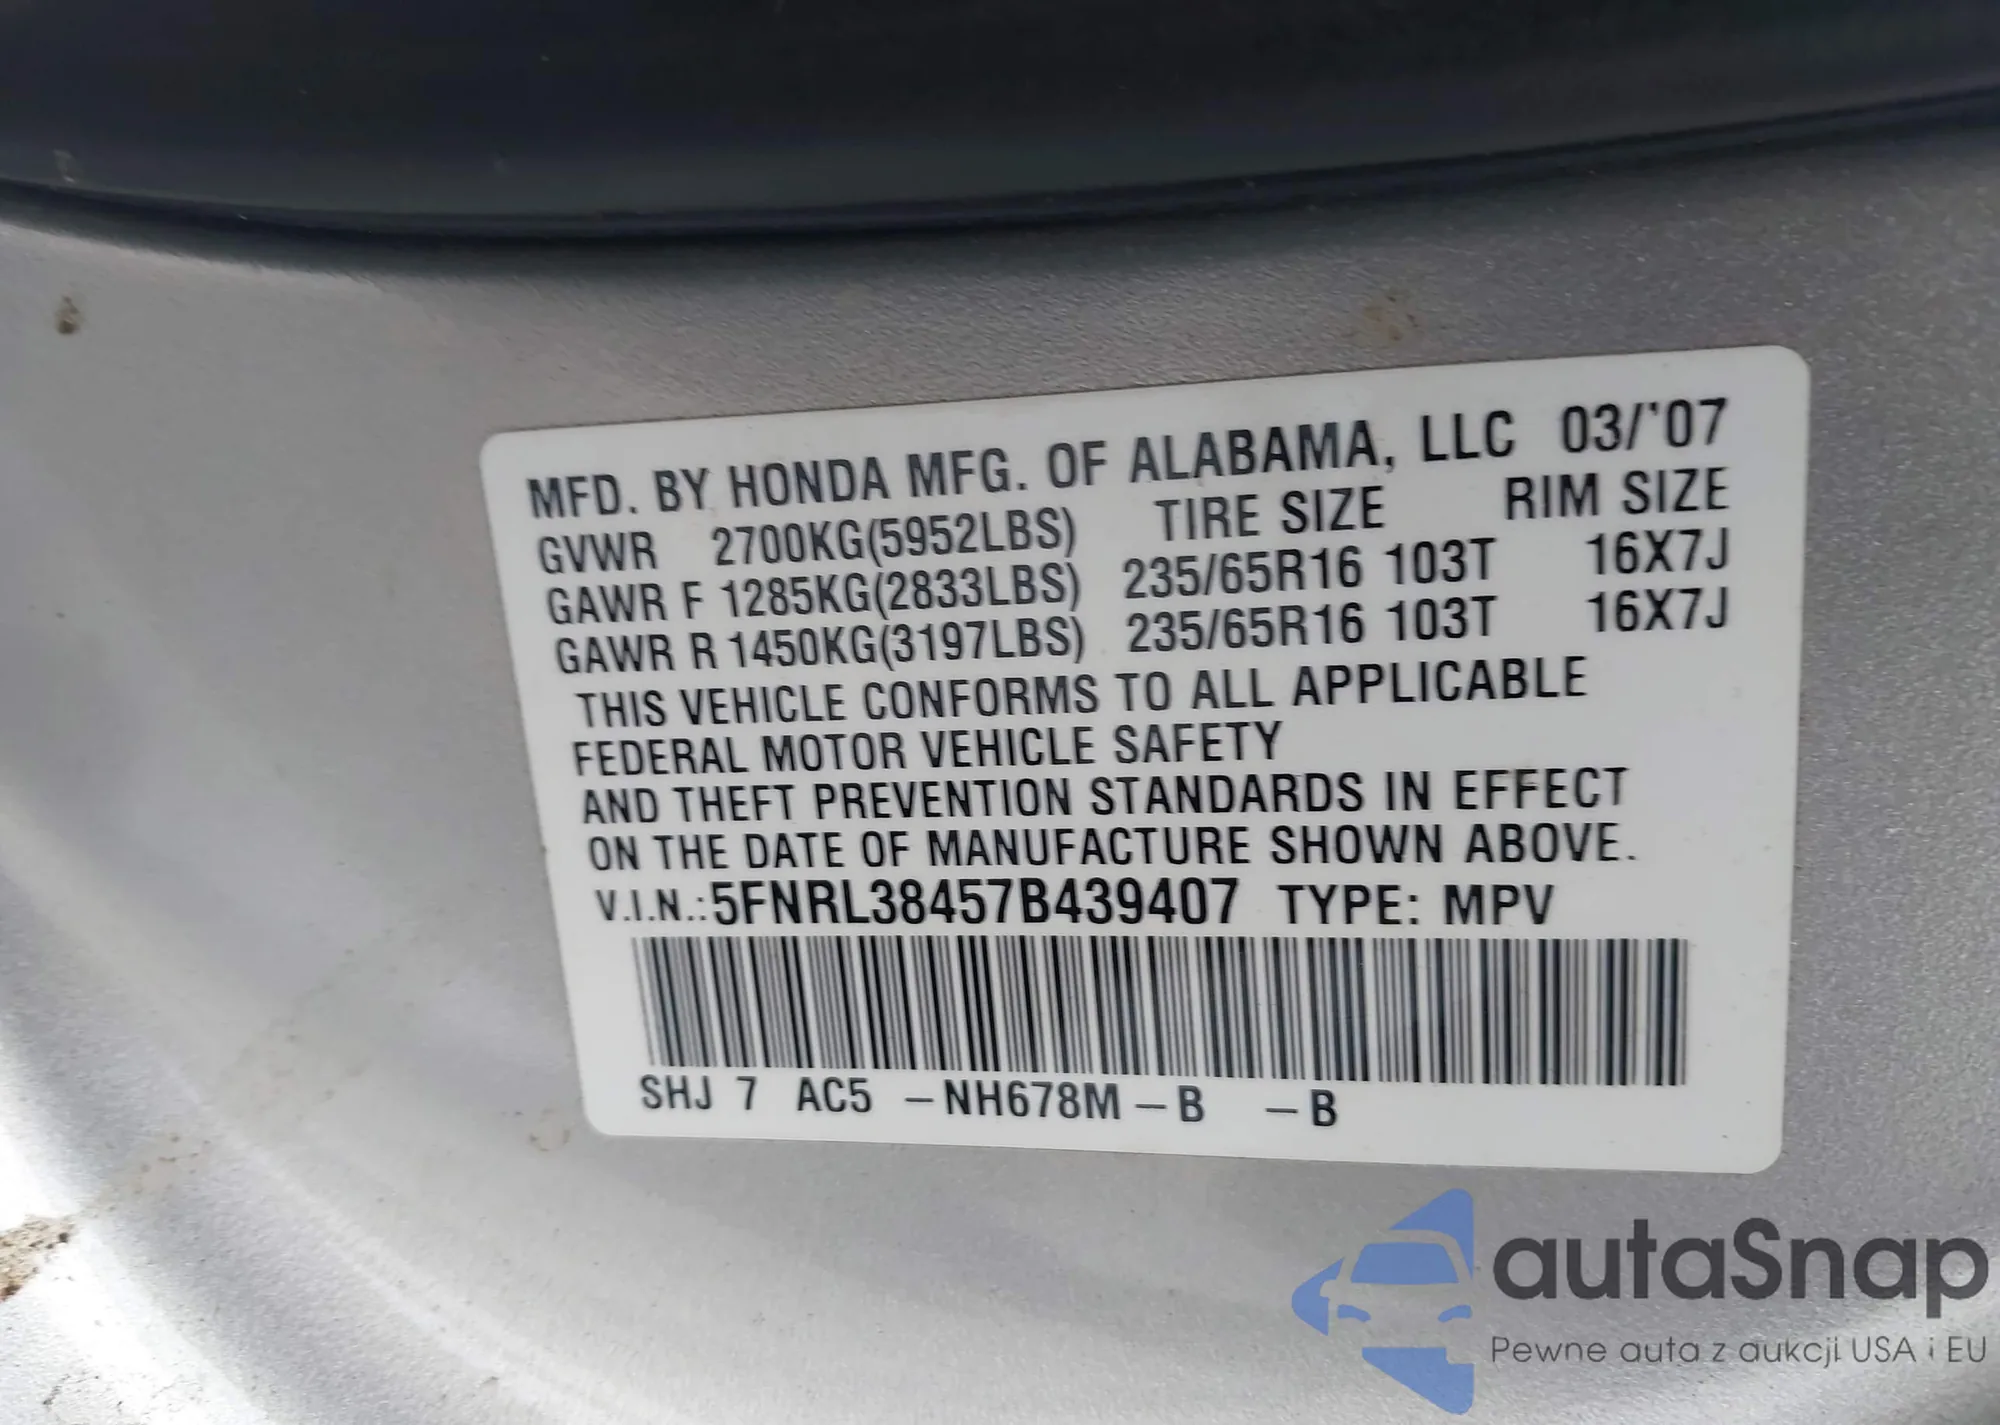 MFD. BY HONDA MFG. OF ALABAMA, LLC 03/'07
GVWR 2700KG(5952LBS) TIRE SIZE RIM SIZE
GAWR F 1285KG(2833LBS) 235/65R16 103T 16X7J
GAWR R 1450KG(3197LBS) 235/65R16 103T 16X7J
THIS VEHICLE CONFORMS TO ALL APPLICABLE
FEDERAL MOTOR VEHICLE SAFETY
AND THEFT PREVENTION STANDARDS IN EFFECT
ON THE DATE OF MANUFACTURE SHOWN ABOVE.
V.I.N.:5FNRL38457B439407 TYPE: MPV
SHJ 7 AC5 –NH678M–B –B
autaSnap
Pewne auta z aukcji USA i EU